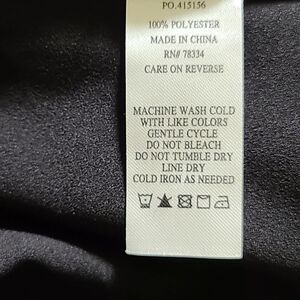 PO.415156
100% POLYESTER
MADE IN CHINA
RN# 78334
CARE ON REVERSE
MACHINE WASH COLD
WITH LIKE COLORS
GENTLE CYCLE
DO NOT BLEACH
DO NOT TUMBLE DRY
LINE DRY
COLD IRON AS NEEDED